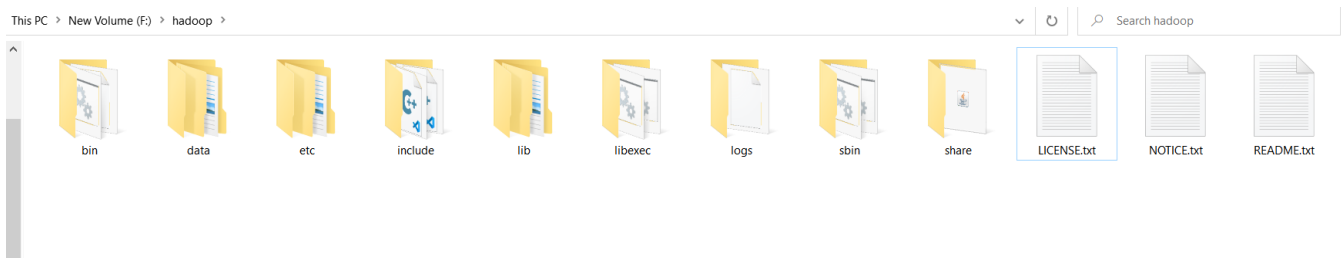 This PC > New Volume (F:) > hadoop >
Search hadoop
bin
data
etc
include
lib
libexec
logs
sbin
share
LICENSE.txt
NOTICE.txt
README.txt